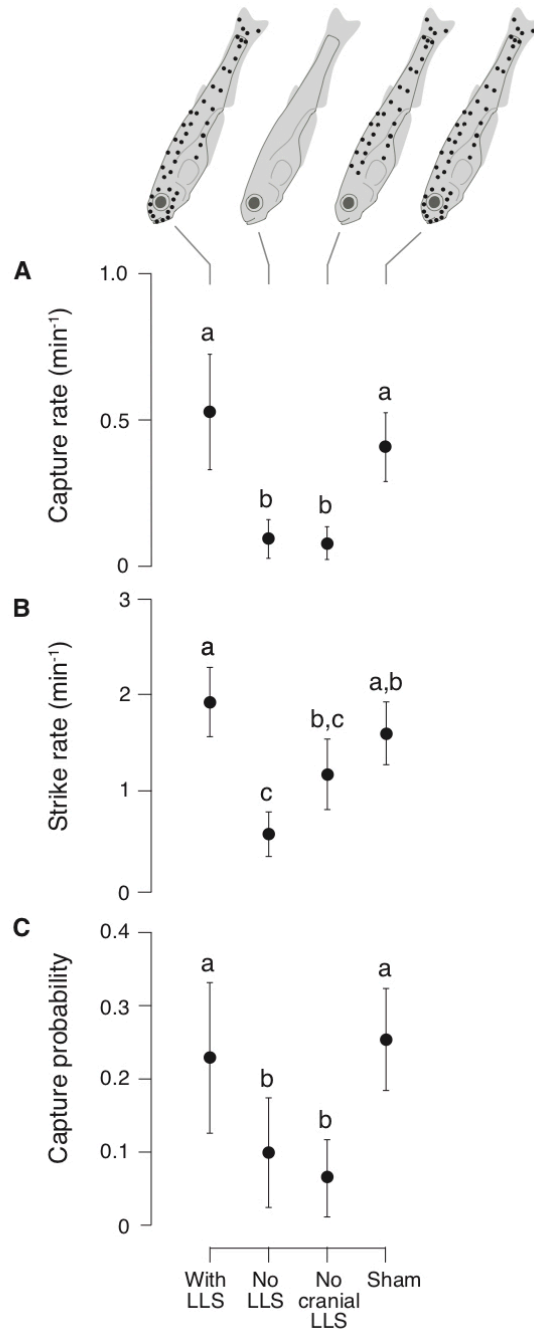 A
Capture rate (min⁻¹)
1.0
0.5
0
a
b
b
a
B
Strike rate (min⁻¹)
3
2
1
0
a
c
b,c
a,b
C
Capture probability
0.4
0.3
0.2
0.1
0
a
b
b
a
With
LLS
No
LLS
No
cranial
LLS
Sham